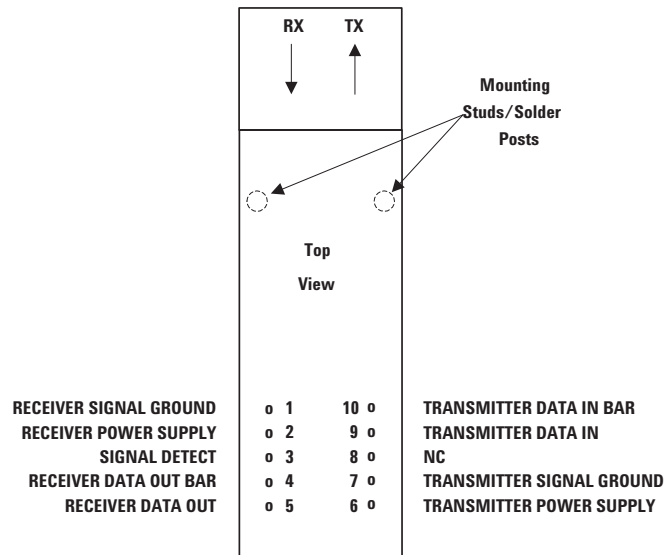 RX TX
Mounting
Studs/Solder
Posts
Top
View
RECEIVER SIGNAL GROUND o 1 10 o TRANSMITTER DATA IN BAR
RECEIVER POWER SUPPLY o 2 9 o TRANSMITTER DATA IN
SIGNAL DETECT o 3 8 o NC
RECEIVER DATA OUT BAR o 4 7 o TRANSMITTER SIGNAL GROUND
RECEIVER DATA OUT o 5 6 o TRANSMITTER POWER SUPPLY